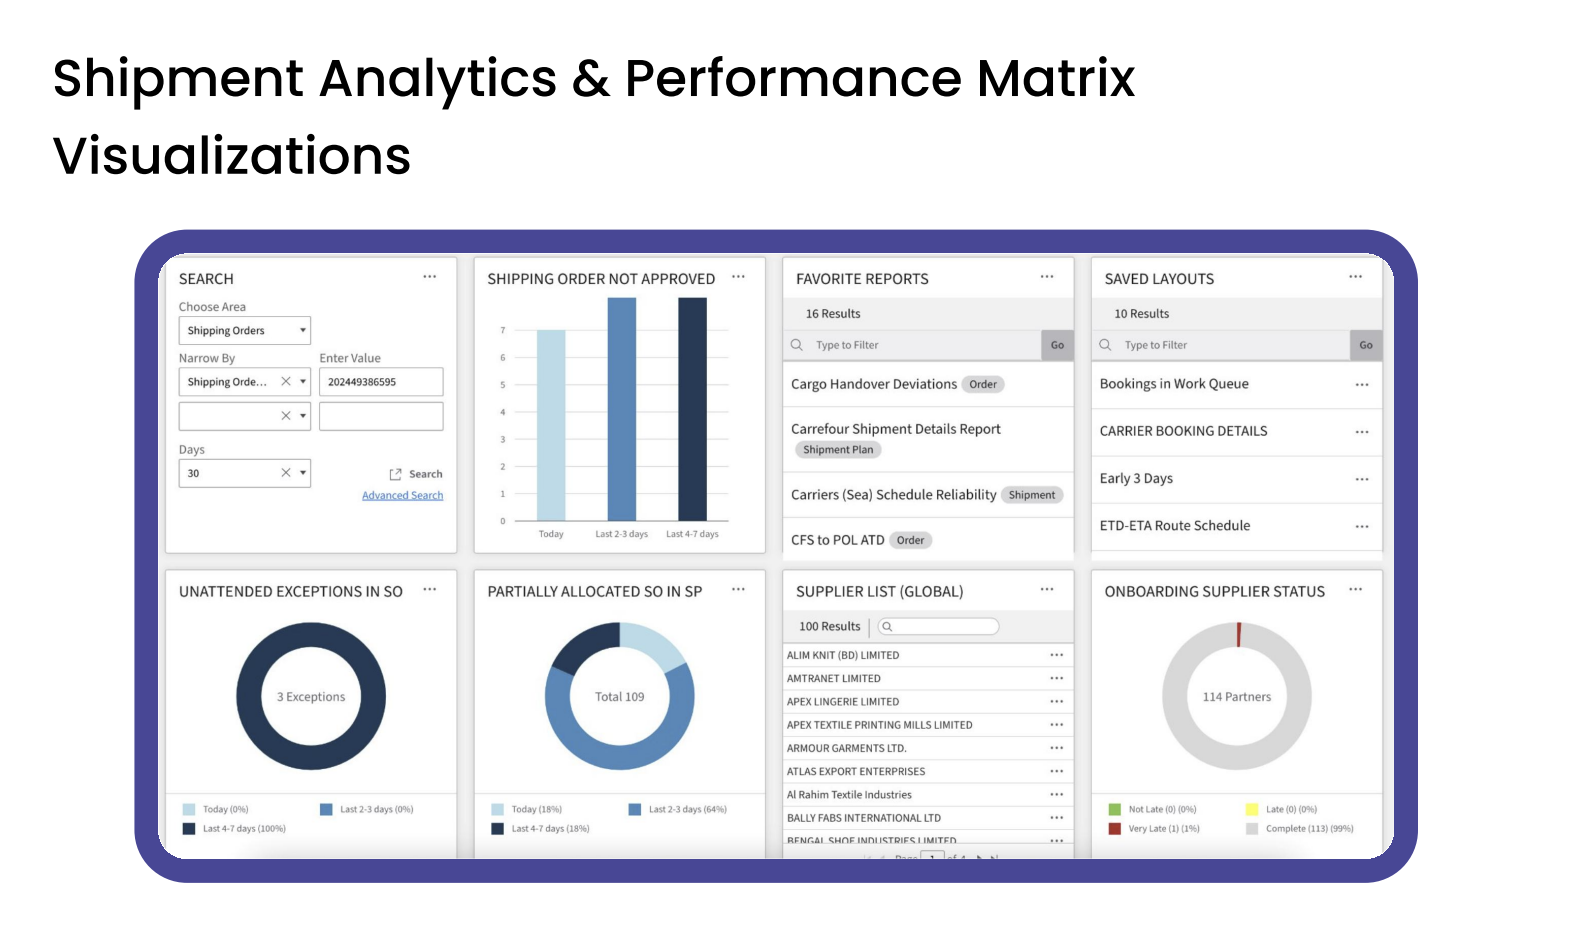 Shipment Analytics & Performance Matrix
Visualizations
SEARCH
Choose Area
Shipping Orders
Narrow By
Enter Value
Shipping Orde...
202449386595
Days
30
Search
Advanced Search
SHIPPING ORDER NOT APPROVED
7
6
5
4
3
2
1
0
Today
Last 2-3 days
Last 4-7 days
FAVORITE REPORTS
16 Results
Type to Filter
Go
Cargo Handover Deviations Order
Carrefour Shipment Details Report
Shipment Plan
Carriers (Sea) Schedule Reliability Shipment
CFS to POL ATD Order
SAVED LAYOUTS
10 Results
Type to Filter
Go
Bookings in Work Queue
CARRIER BOOKING DETAILS
Early 3 Days
ETD-ETA Route Schedule
UNATTENDED EXCEPTIONS IN SO
3 Exceptions
Today (0%)
Last 2-3 days (0%)
Last 4-7 days (100%)
PARTIALLY ALLOCATED SO IN SP
Total 109
Today (18%)
Last 2-3 days (64%)
Last 4-7 days (18%)
SUPPLIER LIST (GLOBAL)
100 Results
ALIM KNIT (BD) LIMITED
AMTRANET LIMITED
APEX LINGERIE LIMITED
APEX TEXTILE PRINTING MILLS LIMITED
ARMOUR GARMENTS LTD.
ATLAS EXPORT ENTERPRISES
Al Rahim Textile Industries
BALLY FABS INTERNATIONAL LTD
BENGAL SHOE INDUSTRIES LIMITED
Page 1 of 4
ONBOARDING SUPPLIER STATUS
114 Partners
Not Late (0) (0%)
Late (0) (0%)
Very Late (1) (1%)
Complete (113) (99%)